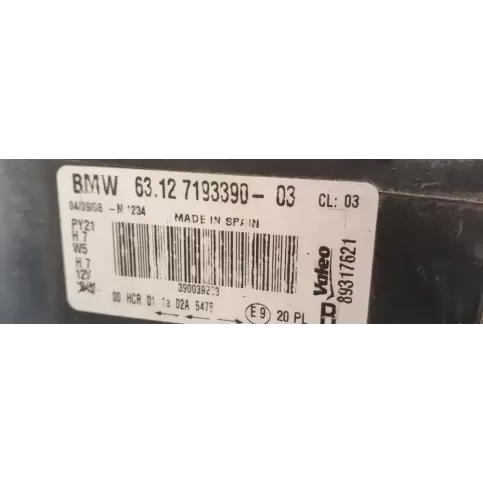 BMW 63.12 7193390- 03 CL: 03
04/09/08 -N 1234 MADE IN SPAIN
PY21
H 7
W5
H 7
12V
00 HCR 01 1a 02A 5475
E9 20 PL
Valeo
89317621